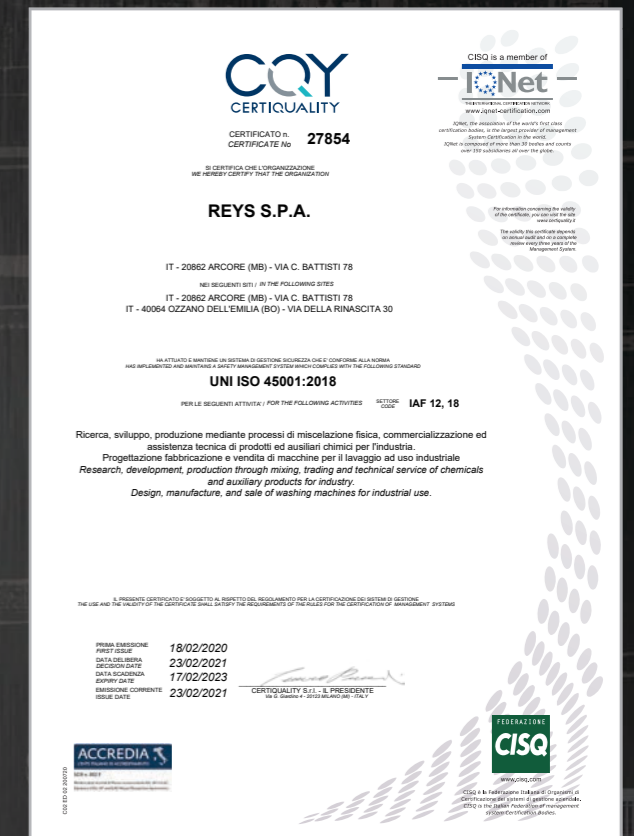 CQY
CERTIQUALITY
CISQ is a member of
IQNet
THE INTERNATIONAL CERTIFICATION NETWORK
www.iqnet-certification.com
IQNet, the association of the world's first class
certification bodies, is the largest provider of management
System Certification in the world.
IQNet is composed of more than 30 bodies and counts
over 150 subsidiaries all over the globe.
CERTIFICATO n.
CERTIFICATE No 27854
SI CERTIFICA CHE L'ORGANIZZAZIONE
WE HEREBY CERTIFY THAT THE ORGANIZATION
REYS S.P.A.
For information concerning the validity
of the certificate, you can visit the site
www.certiquality.it
The validity this certificate depends
on annual audit and on a complete
review every three years of the
Management System.
IT - 20862 ARCORE (MB) - VIA C. BATTISTI 78
NEI SEGUENTI SITI / IN THE FOLLOWING SITES
IT - 20862 ARCORE (MB) - VIA C. BATTISTI 78
IT - 40064 OZZANO DELL'EMILIA (BO) - VIA DELLA RINASCITA 30
HA ATTUATO E MANTIENE UN SISTEMA DI GESTIONE SICUREZZA CHE E' CONFORME ALLA NORMA
HAS IMPLEMENTED AND MAINTAINS A SAFETY MANAGEMENT SYSTEM WHICH COMPLIES WITH THE FOLLOWING STANDARD
UNI ISO 45001:2018
PER LE SEGUENTI ATTIVITA' / FOR THE FOLLOWING ACTIVITIES SETTORE CODE IAF 12, 18
Ricerca, sviluppo, produzione mediante processi di miscelazione fisica, commercializzazione ed
assistenza tecnica di prodotti ed ausiliari chimici per l'industria.
Progettazione fabbricazione e vendita di macchine per il lavaggio ad uso industriale
Research, development, production through mixing, trading and technical service of chemicals
and auxiliary products for industry.
Design, manufacture, and sale of washing machines for industrial use.
IL PRESENTE CERTIFICATO E' SOGGETTO AL RISPETTO DEL REGOLAMENTO PER LA CERTIFICAZIONE DEI SISTEMI DI GESTIONE
THE USE AND THE VALIDITY OF THE CERTIFICATE SHALL SATISFY THE REQUIREMENTS OF THE RULES FOR THE CERTIFICATION OF MANAGEMENT SYSTEMS
PRIMA EMISSIONE
FIRST ISSUE 18/02/2020
DATA DELIBERA
DECISION DATE 23/02/2021
DATA SCADENZA
EXPIRY DATE 17/02/2023
EMISSIONE CORRENTE
ISSUE DATE 23/02/2021
CERTIQUALITY S.r.l. - IL PRESIDENTE
Via G. Giardino 4 - 20123 MILANO (MI) - ITALY
ACCREDIA
L'ENTE ITALIANO DI ACCREDITAMENTO
FEDERAZIONE
CISQ
www.cisq.com
CISQ è la Federazione Italiana di Organismi di
Certificazione dei sistemi di gestione aziendale.
CISQ is the Italian Federation of management
system Certification Bodies.
C02 ED 02 200720